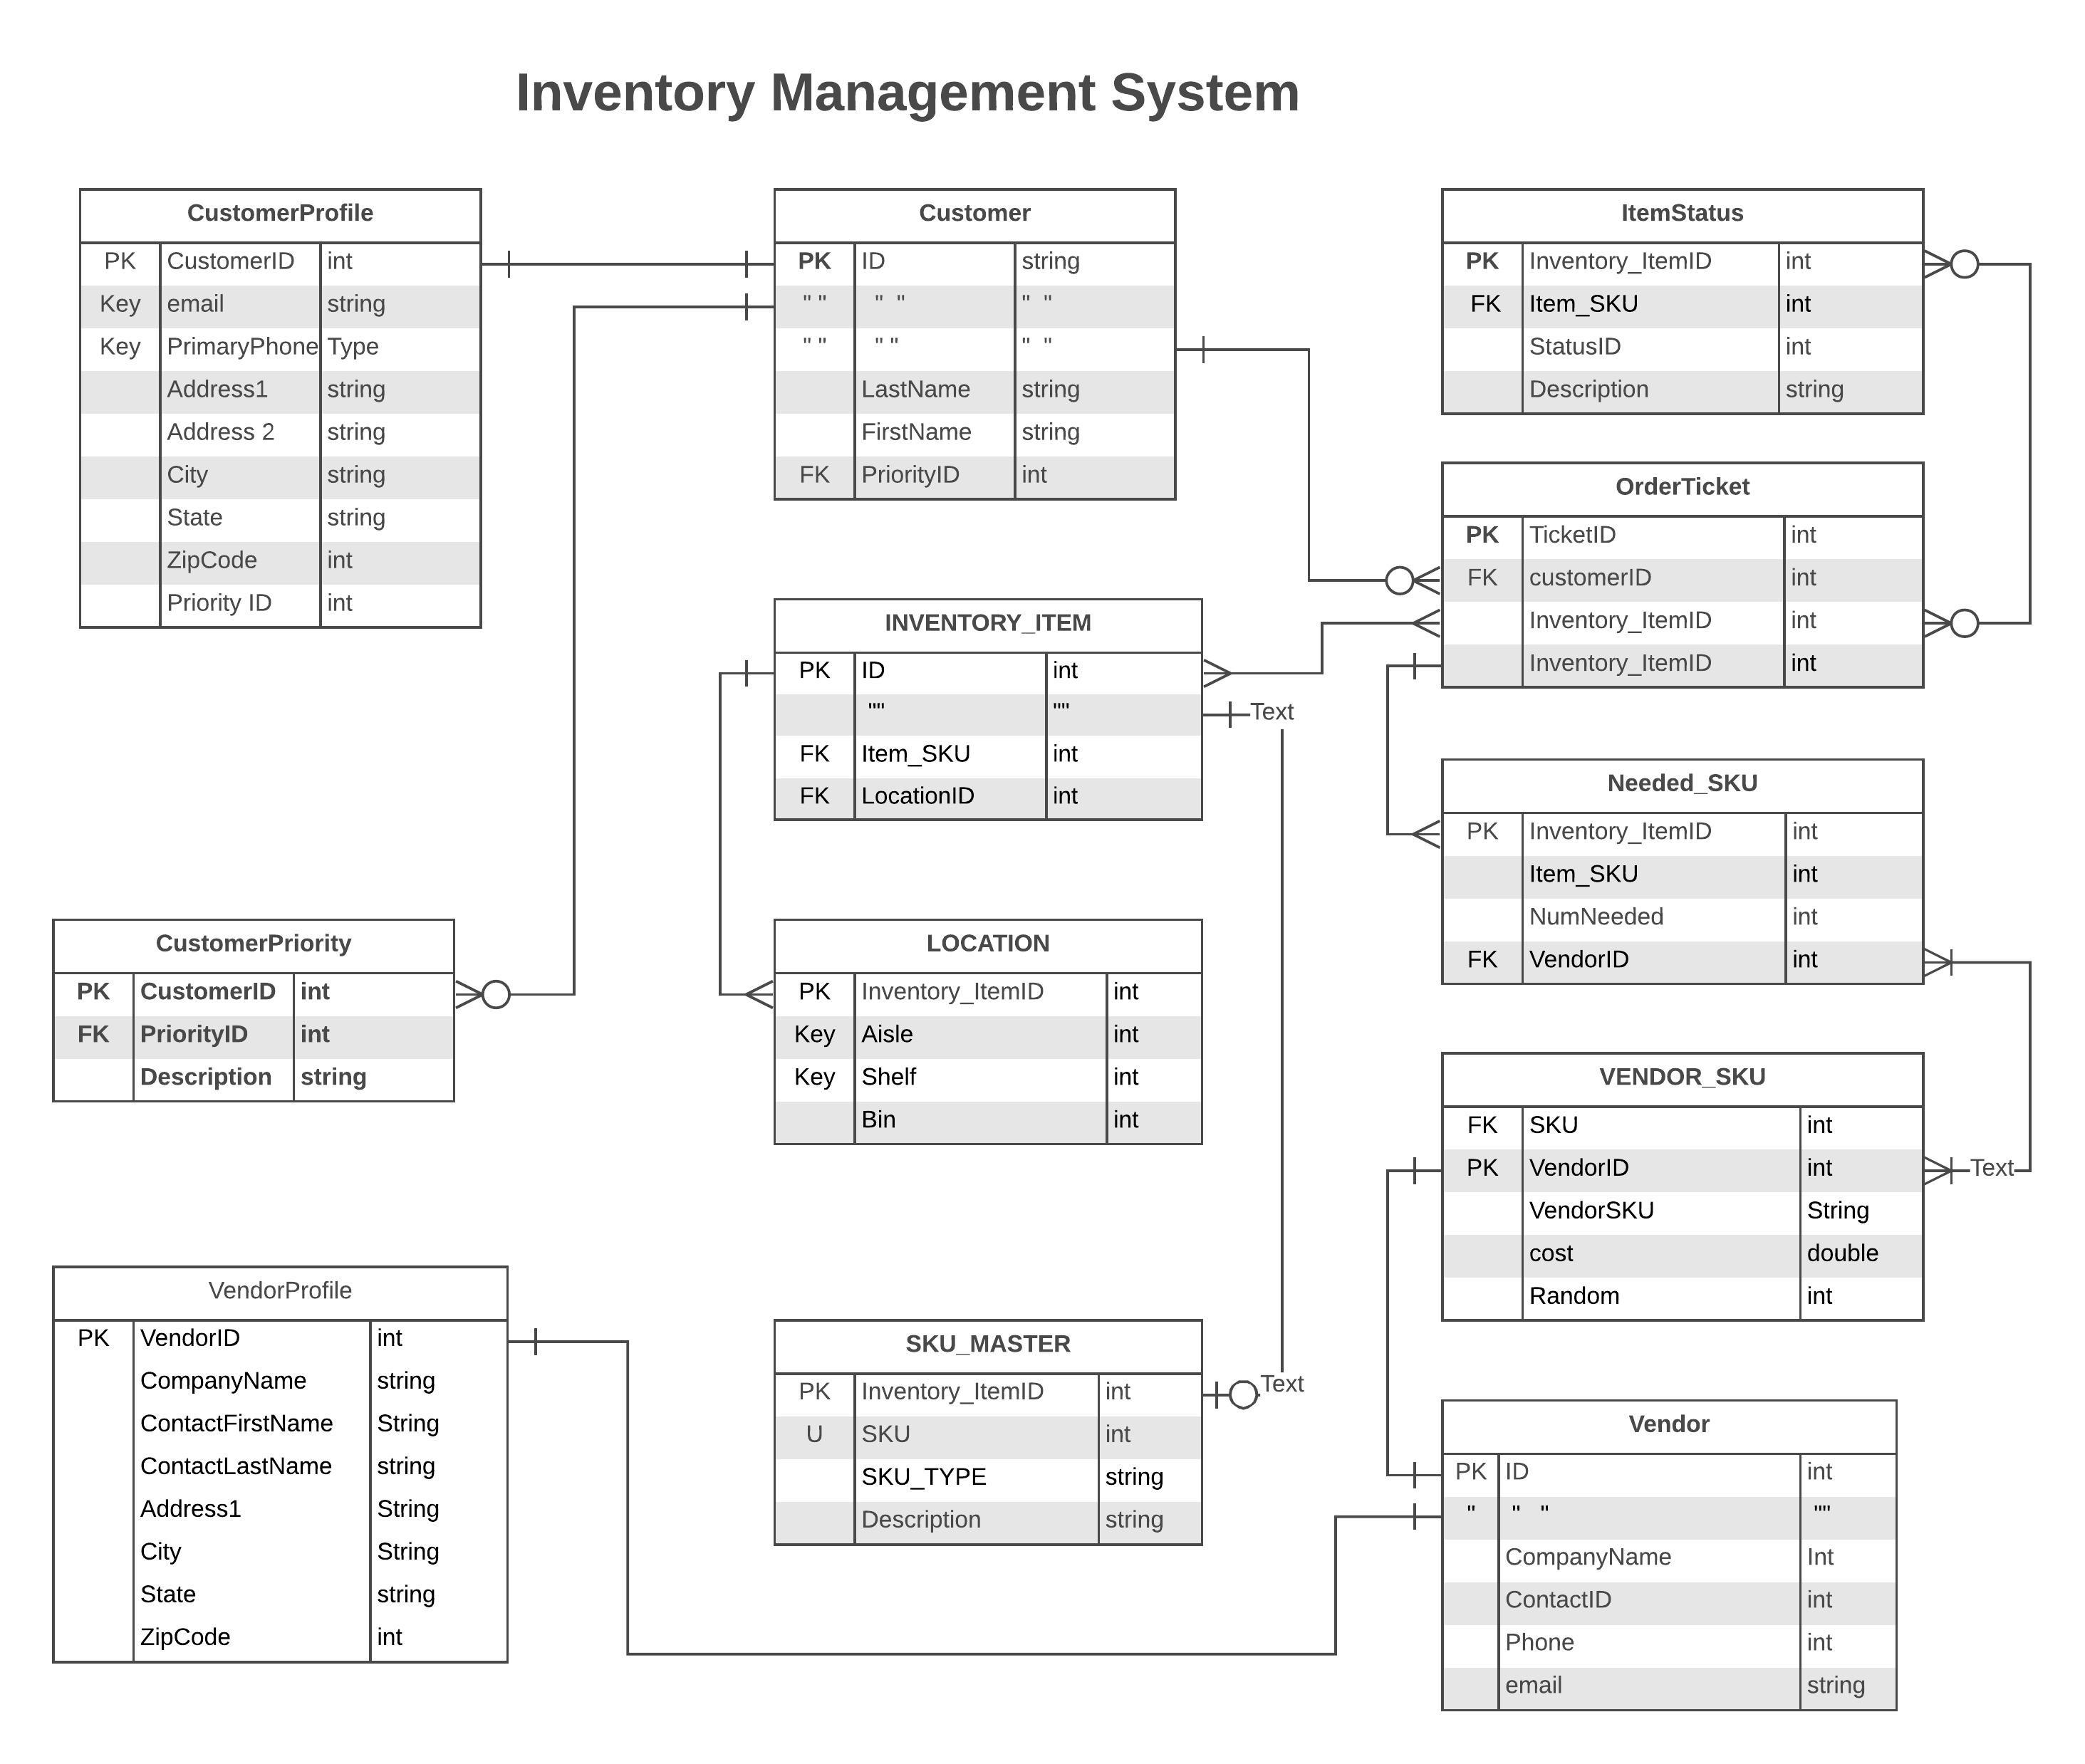 Inventory Management System
CustomerProfile
PK CustomerID int
Key email string
Key PrimaryPhone Type
Address1 string
Address 2 string
City string
State string
ZipCode int
Priority ID int
Customer
PK ID string
" " " " " "
" " " " " "
LastName string
FirstName string
FK PriorityID int
ItemStatus
PK Inventory_ItemID int
FK Item_SKU int
StatusID int
Description string
OrderTicket
PK TicketID int
FK customerID int
Inventory_ItemID int
Inventory_ItemID int
INVENTORY_ITEM
PK ID int
"" ""
FK Item_SKU int
FK LocationID int
Text
Needed_SKU
PK Inventory_ItemID int
Item_SKU int
NumNeeded int
FK VendorID int
CustomerPriority
PK CustomerID int
FK PriorityID int
Description string
LOCATION
PK Inventory_ItemID int
Key Aisle int
Key Shelf int
Bin int
VENDOR_SKU
FK SKU int
PK VendorID int
VendorSKU String
cost double
Random int
Text
VendorProfile
PK VendorID int
CompanyName string
ContactFirstName String
ContactLastName string
Address1 String
City String
State string
ZipCode int
SKU_MASTER
PK Inventory_ItemID int
U SKU int
SKU_TYPE string
Description string
Text
Vendor
PK ID int
" " " ""
CompanyName Int
ContactID int
Phone int
email string